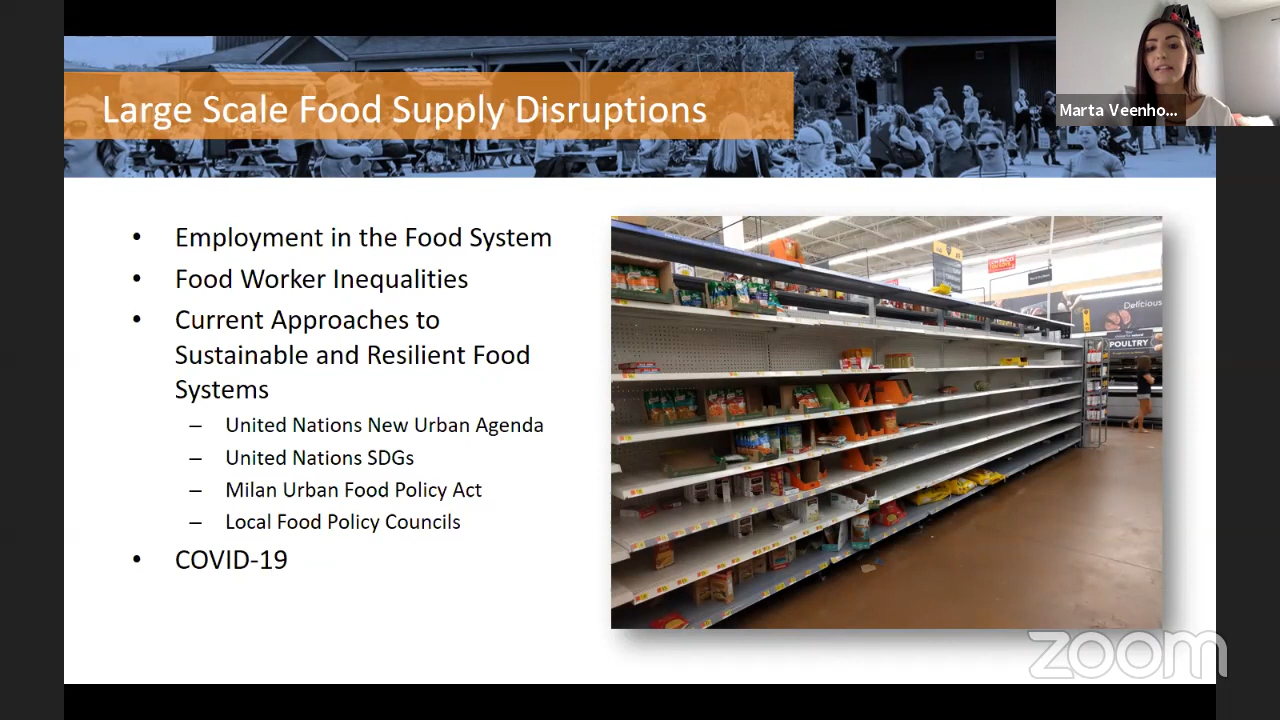 Large Scale Food Supply Disruptions
Marta Veenho...
• Employment in the Food System
• Food Worker Inequalities
• Current Approaches to
Sustainable and Resilient Food
Systems
– United Nations New Urban Agenda
– United Nations SDGs
– Milan Urban Food Policy Act
– Local Food Policy Councils
• COVID-19
Delicious
POULTRY
zoom